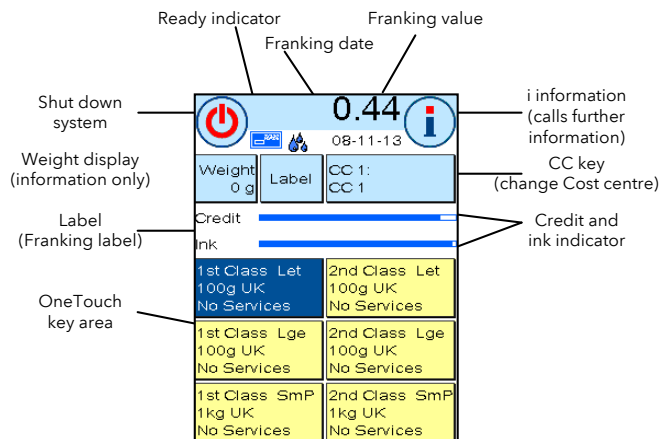 Ready indicator
Franking value
Franking date
Shut down
system
0.44
i
i information
(calls further
information)
08-11-13
Weight display
(information only)
Weight
0 g
Label
CC 1:
CC 1
CC key
(change Cost centre)
Label
(Franking label)
Credit
Ink
Credit and
ink indicator
OneTouch
key area
1st Class Let
100g UK
No Services
2nd Class Let
100g UK
No Services
1st Class Lge
100g UK
No Services
2nd Class Lge
100g UK
No Services
1st Class SmP
1kg UK
No Services
2nd Class SmP
1kg UK
No Services